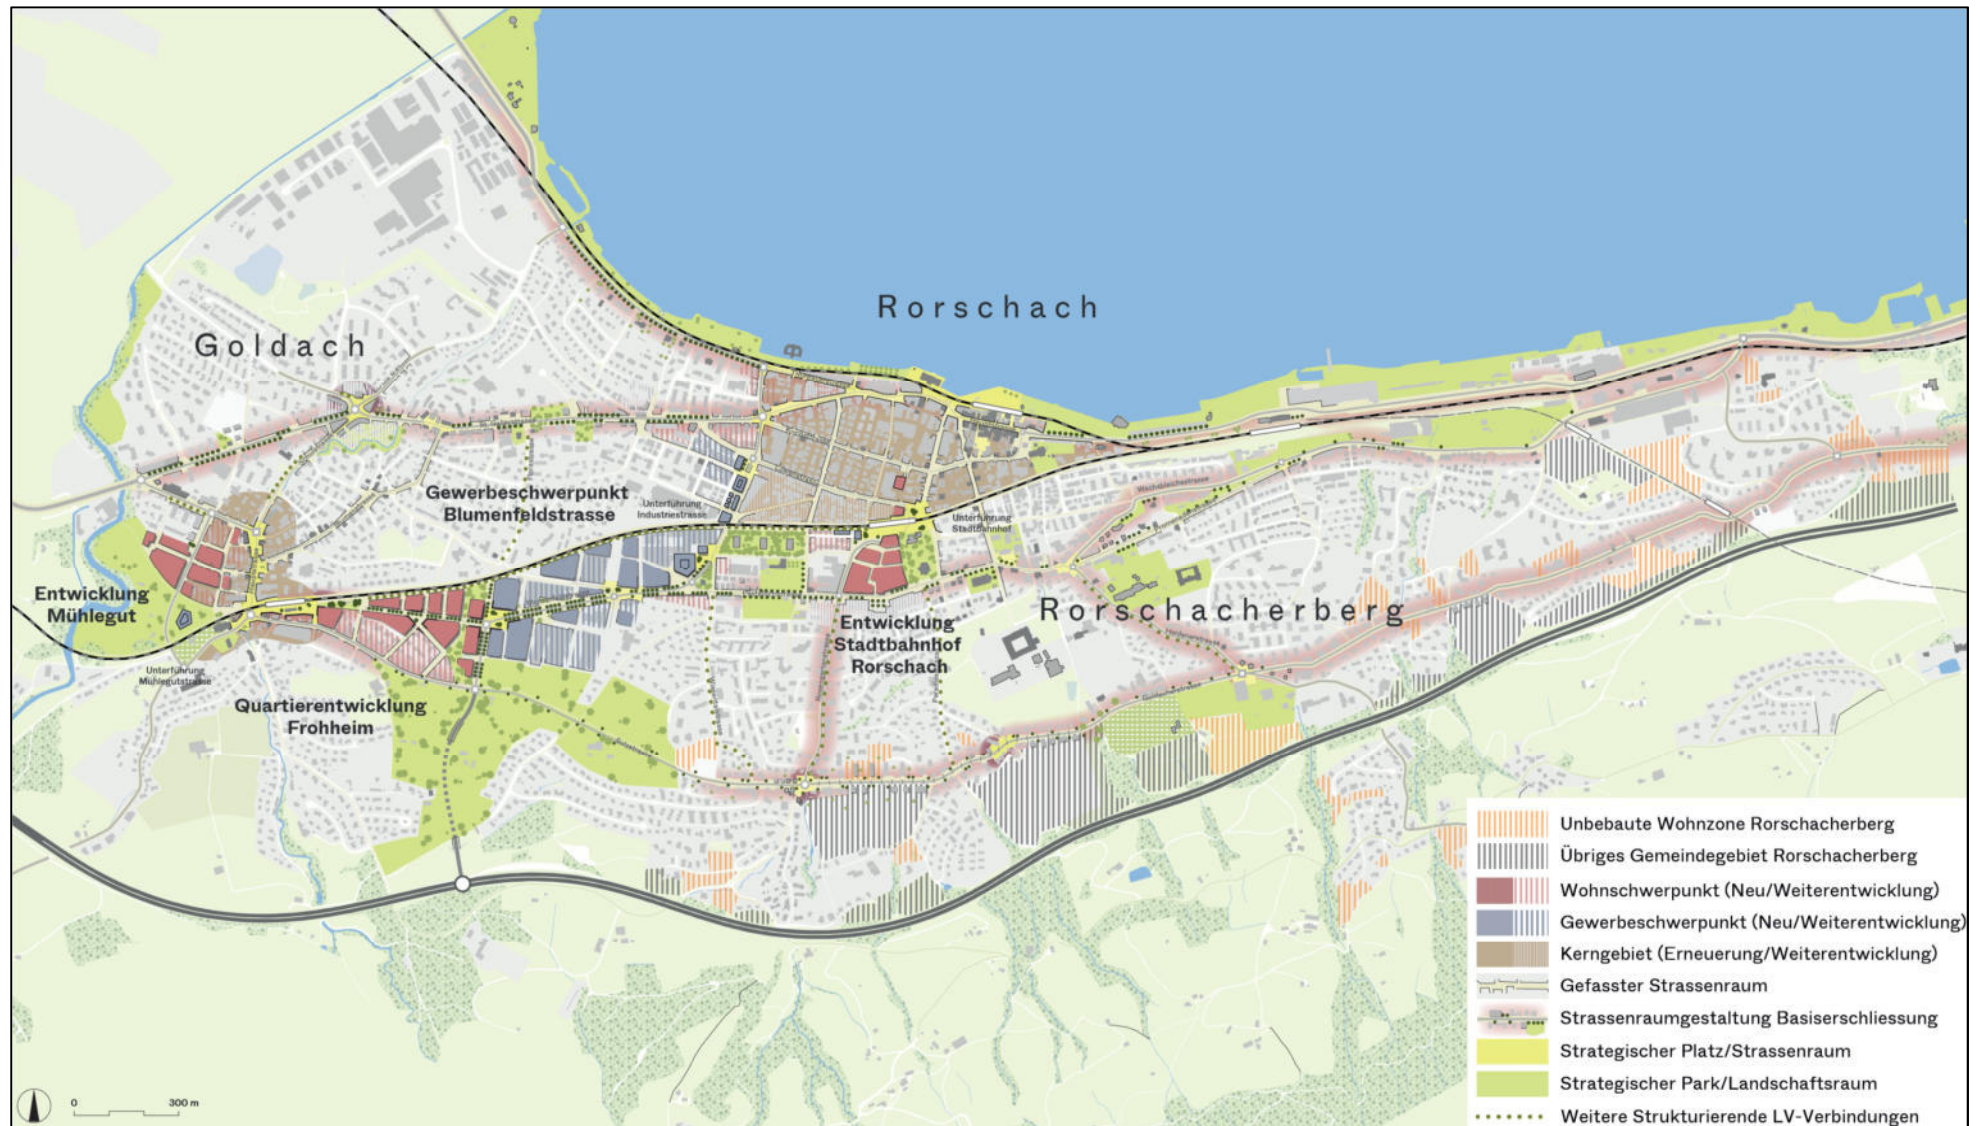 Rorschach
Goldach
Gewerbeschwerpunkt
Blumenfeldstrasse
Unterführung
Industriestrasse
Unterführung
Stadtbahnhof
Entwicklung
Mühlegut
Unterführung
Mühlegutstrasse
Quartierentwicklung
Frohheim
Entwicklung
Stadtbahnhof
Rorschach
Rorschacherberg
Unbebaute Wohnzone Rorschacherberg
Übriges Gemeindegebiet Rorschacherberg
Wohnschwerpunkt (Neu/Weiterentwicklung)
Gewerbeschwerpunkt (Neu/Weiterentwicklung)
Kerngebiet (Erneuerung/Weiterentwicklung)
Gefasster Strassenraum
Strassenraumgestaltung Basiserschliessung
Strategischer Platz/Strassenraum
Strategischer Park/Landschaftsraum
Weitere Strukturierende LV-Verbindungen
0 300 m